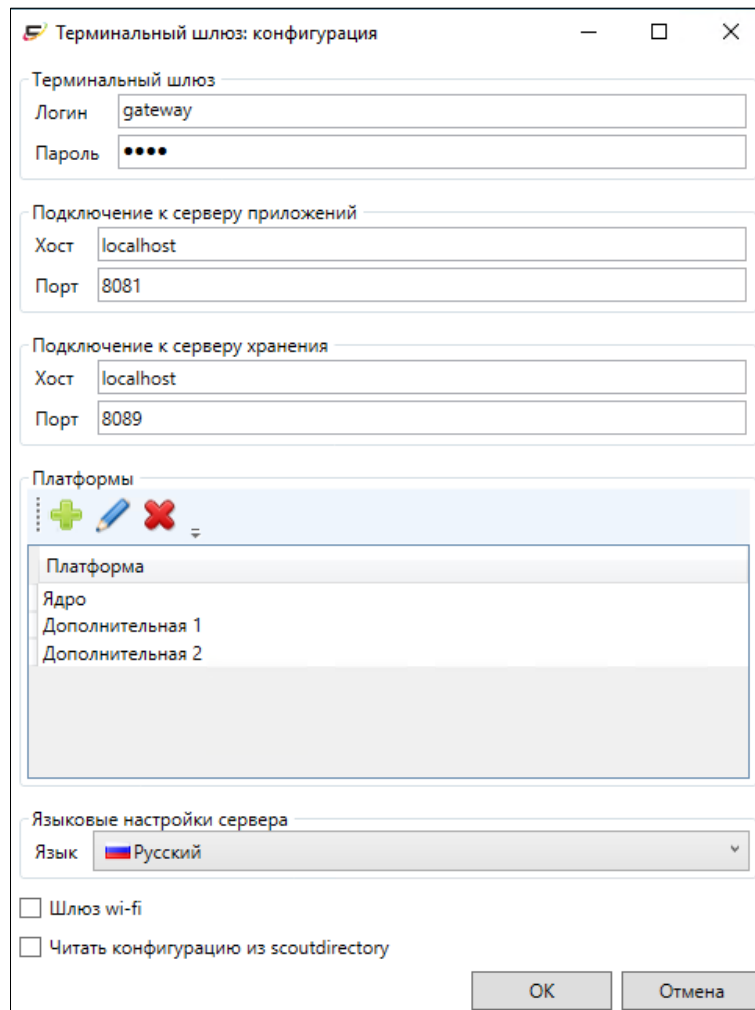 Терминальный шлюз: конфигурация
Терминальный шлюз
Логин gateway
Пароль ••••
Подключение к серверу приложений
Хост localhost
Порт 8081
Подключение к серверу хранения
Хост localhost
Порт 8089
Платформы
Платформа
Ядро
Дополнительная 1
Дополнительная 2
Языковые настройки сервера
Язык Русский
Шлюз wi-fi
Читать конфигурацию из scoutdirectory
ОК Отмена